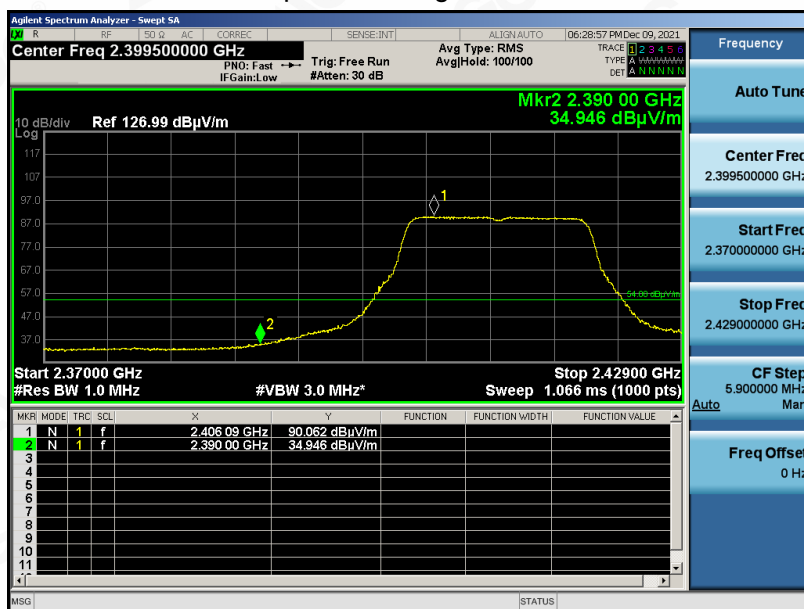 Agilent Spectrum Analyzer - Swept SA
LXI R RF 50 Ω AC CORREC SENSE:INT ALIGN AUTO 06:28:57 PM Dec 09, 2021
Center Freq 2.399500000 GHz
PNO: Fast
IFGain:Low
Trig: Free Run
#Atten: 30 dB
Avg Type: RMS
Avg|Hold: 100/100
TRACE 1 2 3 4 5 6
TYPE A WWWWW
DET A N N N N N
Mkr2 2.390 00 GHz
34.946 dBµV/m
10 dB/div Ref 126.99 dBµV/m
Log
117
107
97.0
87.0
77.0
67.0
57.0
47.0
37.0
1
2
54.00 dBµV/m
Start 2.37000 GHz Stop 2.42900 GHz
#Res BW 1.0 MHz #VBW 3.0 MHz* Sweep 1.066 ms (1000 pts)
MKR MODE TRC SCL X Y FUNCTION FUNCTION WIDTH FUNCTION VALUE
1 N 1 f 2.406 09 GHz 90.062 dBµV/m
2 N 1 f 2.390 00 GHz 34.946 dBµV/m
3
4
5
6
7
8
9
10
11
MSG STATUS
Frequency
Auto Tune
Center Freq
2.399500000 GHz
Start Freq
2.370000000 GHz
Stop Freq
2.429000000 GHz
CF Step
5.900000 MHz
Auto Man
Freq Offset
0 Hz